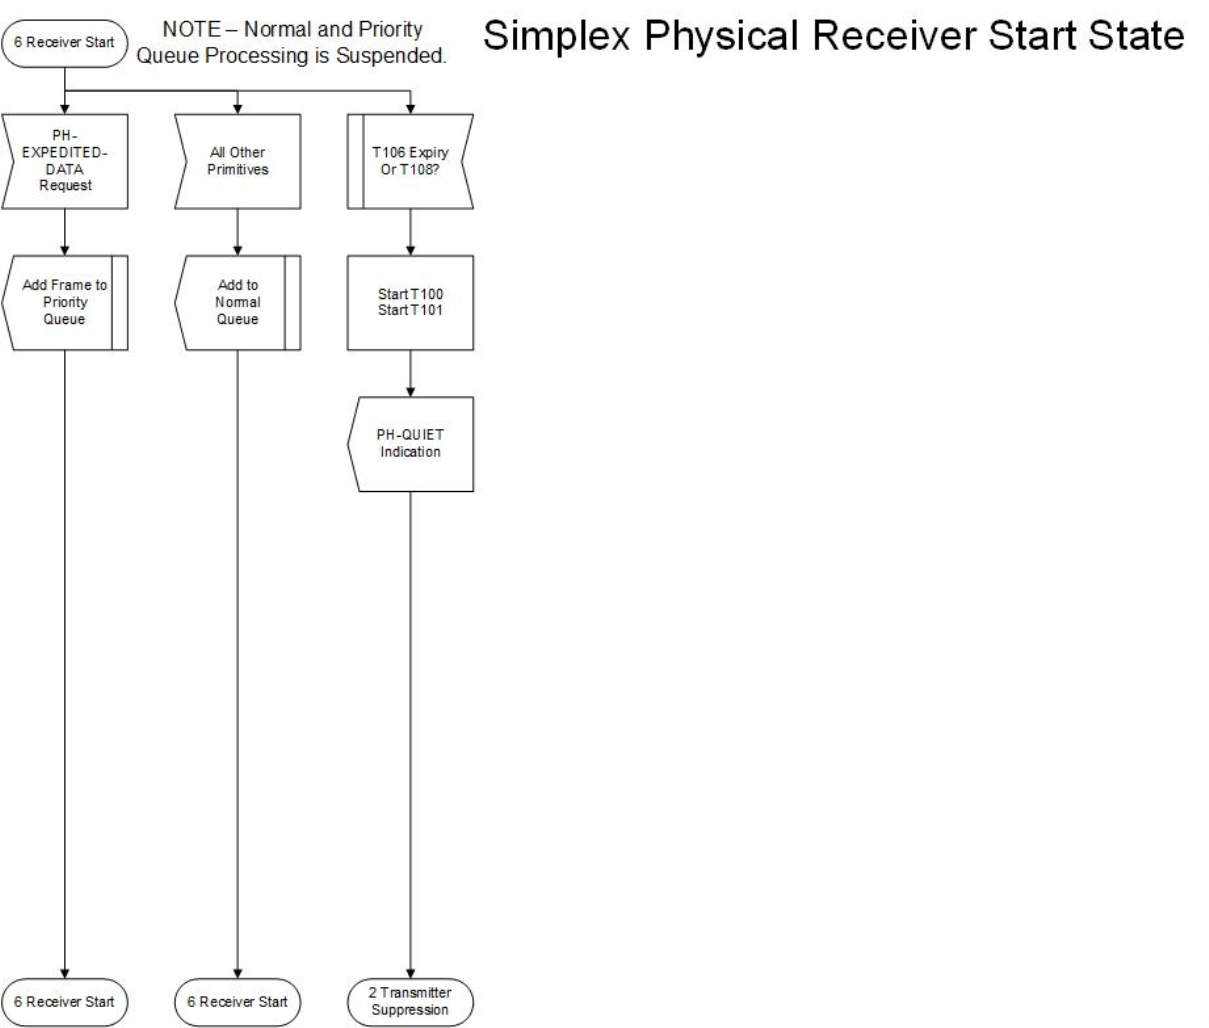 Simplex Physical Receiver Start State
6 Receiver Start
NOTE – Normal and Priority
Queue Processing is Suspended.
PH-
EXPEDITED-
DATA
Request
All Other
Primitives
T106 Expiry
Or T108?
Add Frame to
Priority
Queue
Add to
Normal
Queue
Start T100
Start T101
PH-QUIET
Indication
6 Receiver Start
6 Receiver Start
2 Transmitter
Suppression